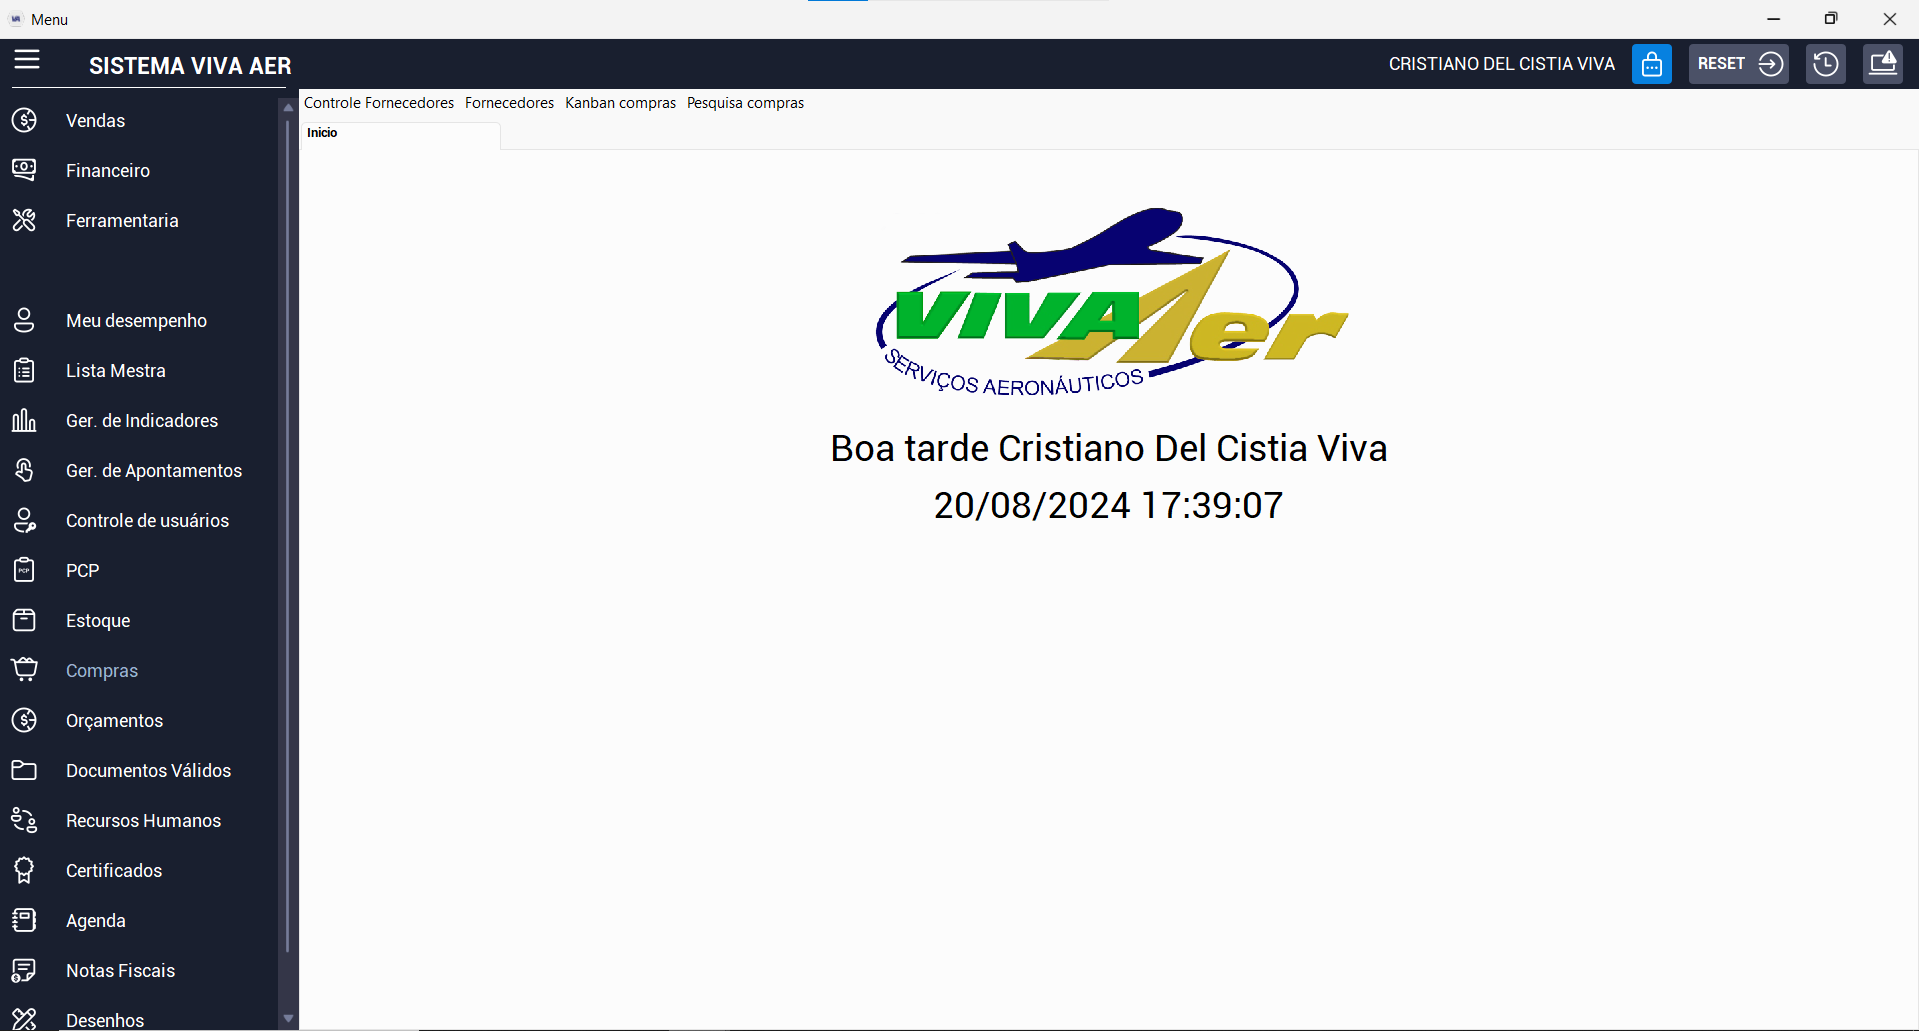 Menu
SISTEMA VIVA AER
CRISTIANO DEL CISTIA VIVA
RESET
Controle Fornecedores Fornecedores Kanban compras Pesquisa compras
Inicio
Vendas
Financeiro
Ferramentaria
Meu desempenho
Lista Mestra
Ger. de Indicadores
Ger. de Apontamentos
Controle de usuários
PCP
PCP
Estoque
Compras
Orçamentos
Documentos Válidos
Recursos Humanos
Certificados
Agenda
Notas Fiscais
Desenhos
VIVA Aer
SERVIÇOS AERONÁUTICOS
Boa tarde Cristiano Del Cistia Viva
20/08/2024 17:39:07